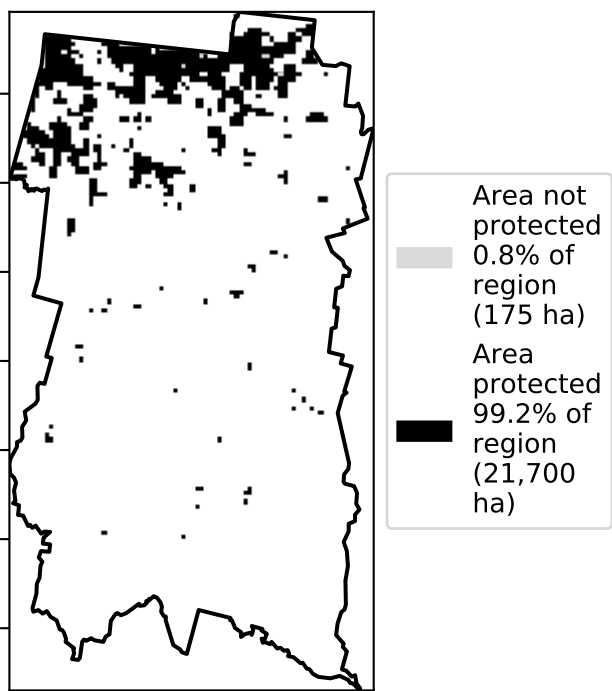 Area not
protected
0.8% of
region
(175 ha)
Area
protected
99.2% of
region
(21,700
ha)